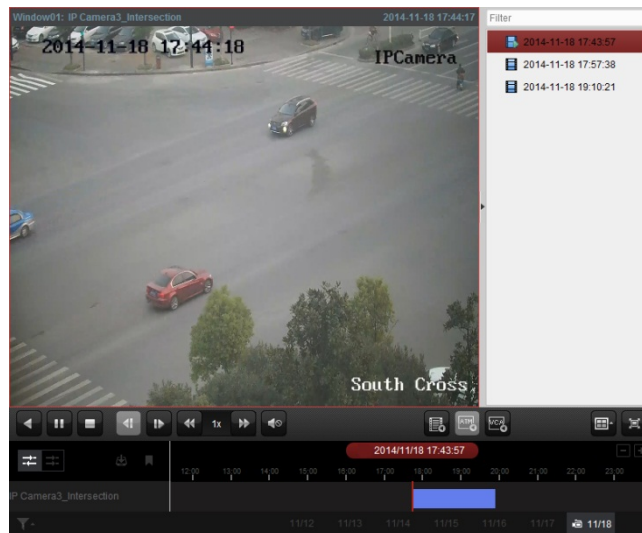 Window01: IP Camera3_Intersection 2014-11-18 17:44:17
Filter
2014-11-18 17:44:18
IPCamera
2014-11-18 17:43:57
2014-11-18 17:57:38
2014-11-18 19:10:21
South Cross
1x
ATM
VCA
2014/11/18 17:43:57
12:00 13:00 14:00 15:00 16:00 17:00 18:00 19:00 20:00 21:00 22:00 23:00
IP Camera3_Intersection
11/12 11/13 11/14 11/15 11/16 11/17 11/18